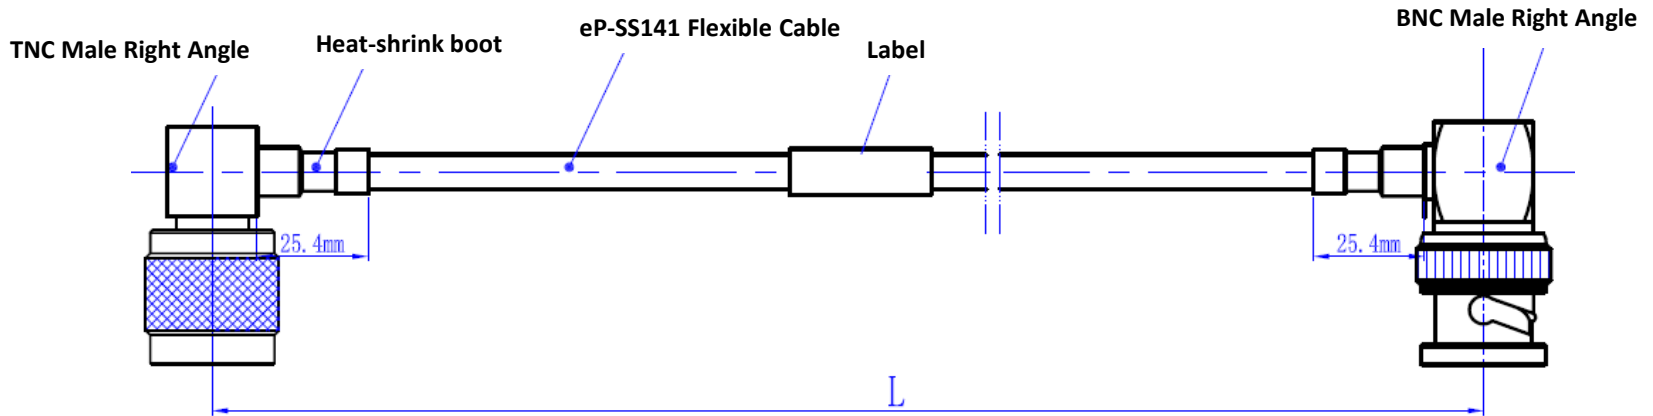 TNC Male Right Angle
Heat-shrink boot
eP-SS141 Flexible Cable
Label
BNC Male Right Angle
25.4mm
25.4mm
L